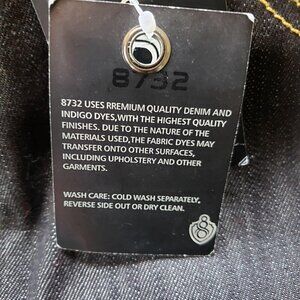 8732
8732 USES RREMIUM QUALITY DENIM AND
INDIGO DYES,WITH THE HIGHEST QUALITY
FINISHES. DUE TO THE NATURE OF THE
MATERIALS USED,THE FABRIC DYES MAY
TRANSFER ONTO OTHER SURFACES,
INCLUDING UPHOLSTERY AND OTHER
GARMENTS.
WASH CARE: COLD WASH SEPARATELY,
REVERSE SIDE OUT OR DRY CLEAN.
8